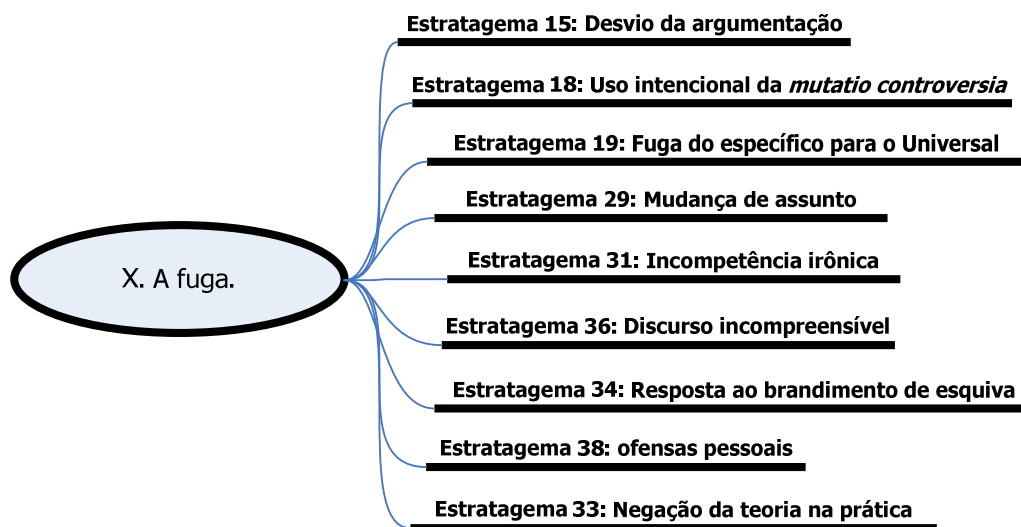 Estratagema 15: Desvio da argumentação
Estratagema 18: Uso intencional da mutatio controversia
Estratagema 19: Fuga do específico para o Universal
Estratagema 29: Mudança de assunto
X. A fuga.
Estratagema 31: Incompetência irônica
Estratagema 36: Discurso incompreensível
Estratagema 34: Resposta ao brandimento de esquiva
Estratagema 38: ofensas pessoais
Estratagema 33: Negação da teoria na prática